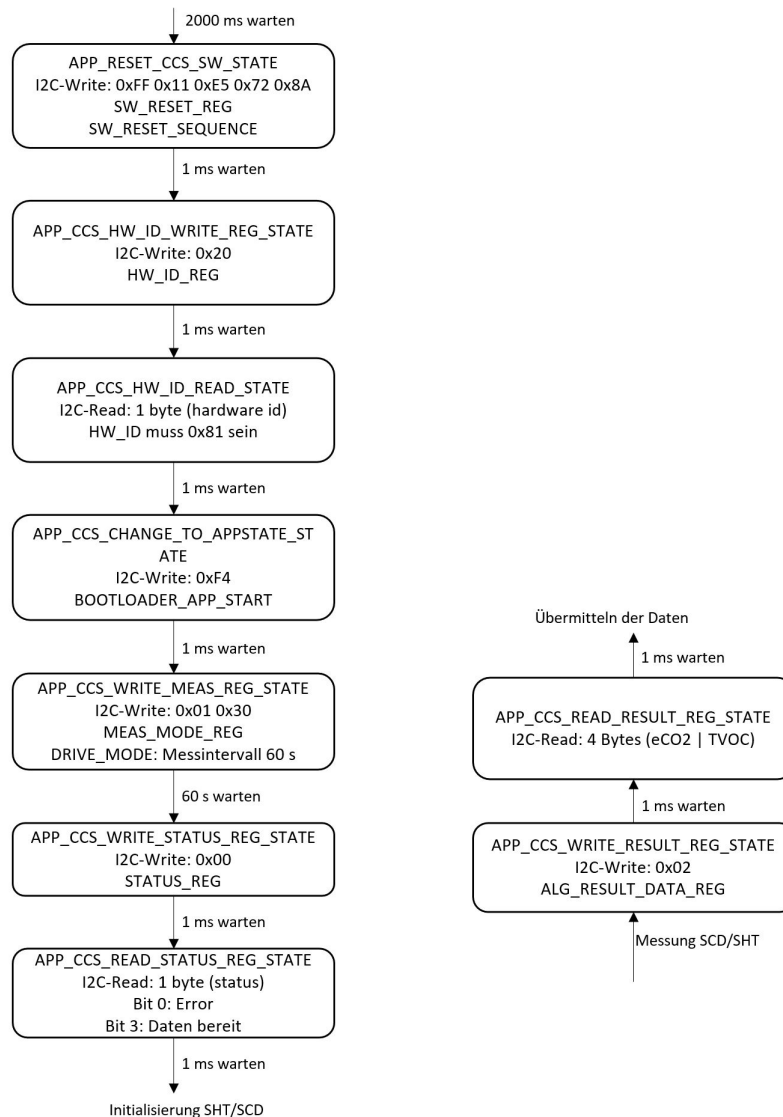 2000 ms warten
APP_RESET_CCS_SW_STATE
I2C-Write: 0xFF 0x11 0xE5 0x72 0x8A
SW_RESET_REG
SW_RESET_SEQUENCE
1 ms warten
APP_CCS_HW_ID_WRITE_REG_STATE
I2C-Write: 0x20
HW_ID_REG
1 ms warten
APP_CCS_HW_ID_READ_STATE
I2C-Read: 1 byte (hardware id)
HW_ID muss 0x81 sein
1 ms warten
APP_CCS_CHANGE_TO_APPSTATE_ST
ATE
I2C-Write: 0xF4
BOOTLOADER_APP_START
1 ms warten
APP_CCS_WRITE_MEAS_REG_STATE
I2C-Write: 0x01 0x30
MEAS_MODE_REG
DRIVE_MODE: Messintervall 60 s
60 s warten
APP_CCS_WRITE_STATUS_REG_STATE
I2C-Write: 0x00
STATUS_REG
1 ms warten
APP_CCS_READ_STATUS_REG_STATE
I2C-Read: 1 byte (status)
Bit 0: Error
Bit 3: Daten bereit
1 ms warten
Initialisierung SHT/SCD
Übermitteln der Daten
1 ms warten
APP_CCS_READ_RESULT_REG_STATE
I2C-Read: 4 Bytes (eCO2 | TVOC)
1 ms warten
APP_CCS_WRITE_RESULT_REG_STATE
I2C-Write: 0x02
ALG_RESULT_DATA_REG
Messung SCD/SHT